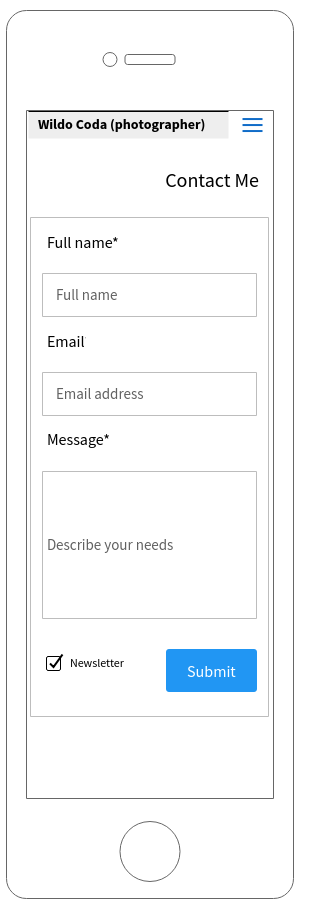 Wildo Coda (photographer)
Contact Me
Full name*
Full name
Email
Email address
Message*
Describe your needs
Newsletter
Submit